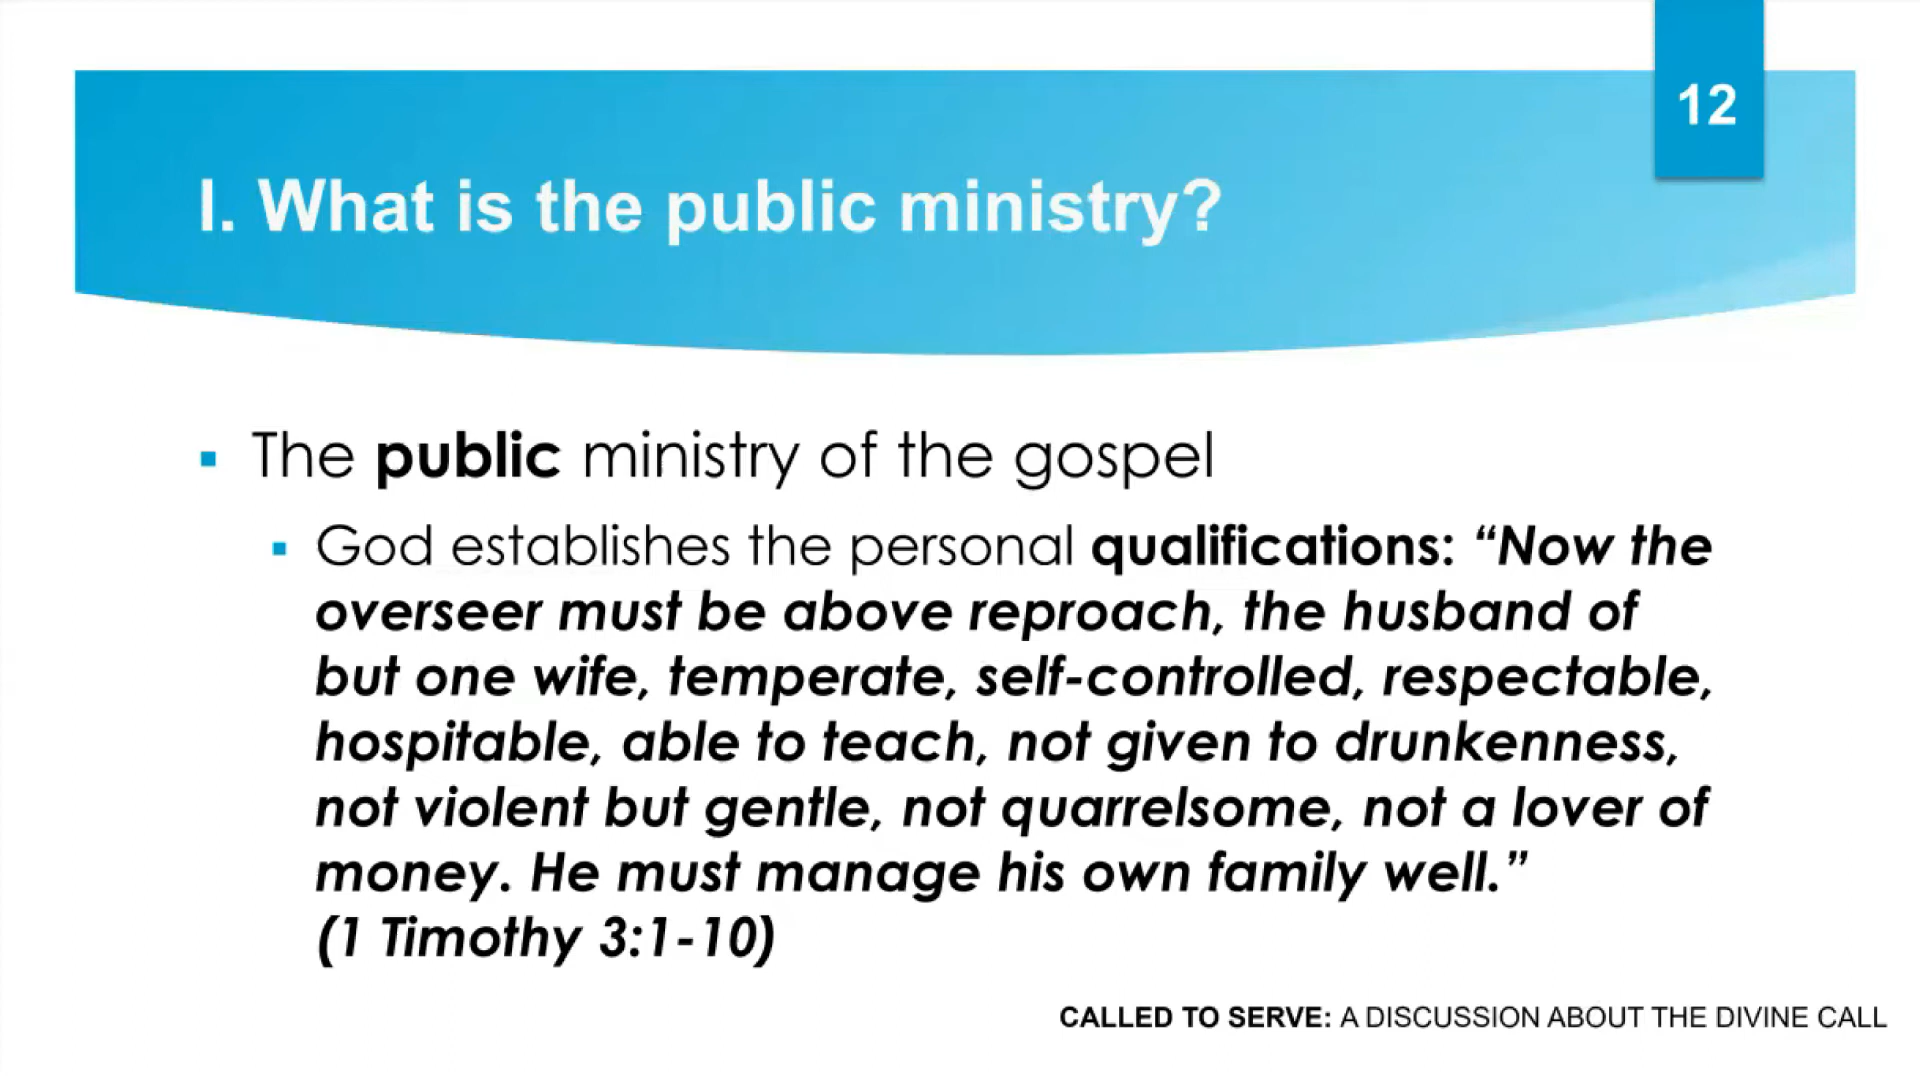 12
I. What is the public ministry?
▪ The public ministry of the gospel
▪ God establishes the personal qualifications: “Now the
overseer must be above reproach, the husband of
but one wife, temperate, self-controlled, respectable,
hospitable, able to teach, not given to drunkenness,
not violent but gentle, not quarrelsome, not a lover of
money. He must manage his own family well.”
(1 Timothy 3:1-10)
CALLED TO SERVE: A DISCUSSION ABOUT THE DIVINE CALL